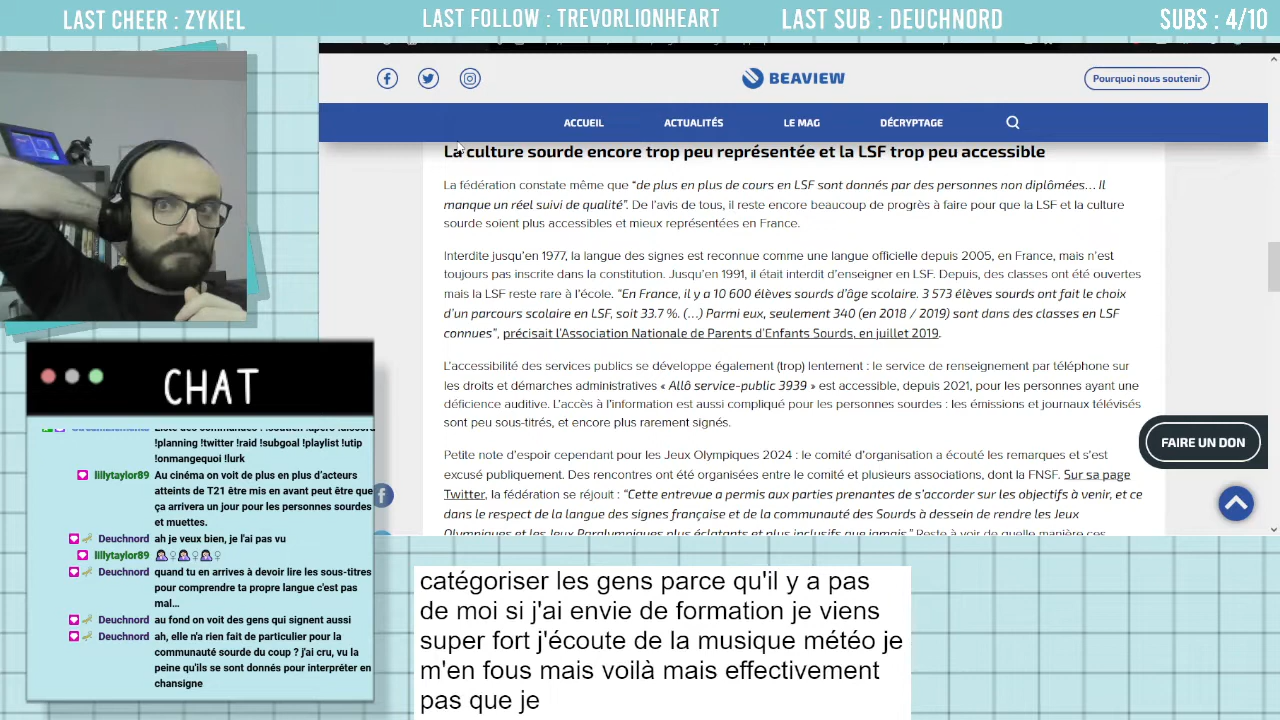 LAST CHEER : ZYKIEL
LAST FOLLOW : TREVORLIONHEART
LAST SUB : DEUCHNORD
SUBS : 4/10
BEAVIEW
Pourquoi nous soutenir
ACCUEIL
ACTUALITÉS
LE MAG
DÉCRYPTAGE
La culture sourde encore trop peu représentée et la LSF trop peu accessible
La fédération constate même que “de plus en plus de cours en LSF sont donnés par des personnes non diplômées… Il
manque un réel suivi de qualité”. De l’avis de tous, il reste encore beaucoup de progrès à faire pour que la LSF et la culture
sourde soient plus accessibles et mieux représentées en France.
Interdite jusqu’en 1977, la langue des signes est reconnue comme une langue officielle depuis 2005, en France, mais n’est
toujours pas inscrite dans la constitution. Jusqu’en 1991, il était interdit d’enseigner en LSF. Depuis, des classes ont été ouvertes
mais la LSF reste rare à l’école. “En France, il y a 10 600 élèves sourds d’âge scolaire. 3 573 élèves sourds ont fait le choix
d’un parcours scolaire en LSF, soit 33.7 %. (…) Parmi eux, seulement 340 (en 2018 / 2019) sont dans des classes en LSF
connues”, précisait l’Association Nationale de Parents d’Enfants Sourds, en juillet 2019.
L’accessibilité des services publics se développe également (trop) lentement : le service de renseignement par téléphone sur
les droits et démarches administratives « Allô service-public 3939 » est accessible, depuis 2021, pour les personnes ayant une
déficience auditive. L’accès à l’information est aussi compliqué pour les personnes sourdes : les émissions et journaux télévisés
sont peu sous-titrés, et encore plus rarement signés.
Petite note d’espoir cependant pour les Jeux Olympiques 2024 : le comité d’organisation a écouté les remarques et s’est
excusé publiquement. Des rencontres ont été organisées entre le comité et plusieurs associations, dont la FNSF. Sur sa page
Twitter, la fédération se réjouit : “Cette entrevue a permis aux parties prenantes de s’accorder sur les objectifs à venir, et ce
dans le respect de la langue des signes française et de la communauté des Sourds à dessein de rendre les Jeux
Olympiques et les Jeux Paralympiques plus éclatants et plus inclusifs que jamais.” Reste à voir de quelle manière ces
FAIRE UN DON
CHAT
Liste des commandes : !soutien !apero !discord
!planning !twitter !raid !subgoal !playlist !utip
!onmangequoi !lurk
lillytaylor89 Au cinéma on voit de plus en plus d’acteurs
atteints de T21 être mis en avant peut être que
ça arrivera un jour pour les personnes sourdes
et muettes.
Deuchnord ah je veux bien, je l'ai pas vu
lillytaylor89
Deuchnord quand tu en arrives à devoir lire les sous-titres
pour comprendre ta propre langue c'est pas
mal…
Deuchnord au fond on voit des gens qui signent aussi
Deuchnord ah, elle n'a rien fait de particulier pour la
communauté sourde du coup ? j'ai cru, vu la
peine qu'ils se sont donnés pour interpréter en
chansigne
catégoriser les gens parce qu'il y a pas
de moi si j'ai envie de formation je viens
super fort j'écoute de la musique météo je
m'en fous mais voilà mais effectivement
pas que je